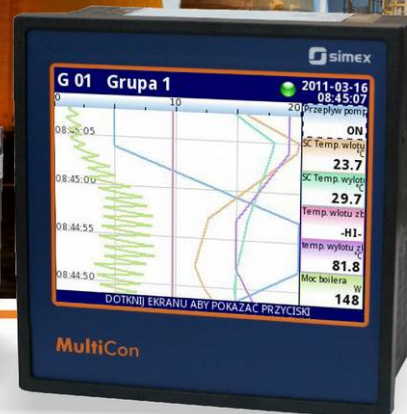 simex
G 01 Grupa 1
2011-03-16
08:45:07
0 10 20
Przepływ pomp
ON
SC Temp. wlotu
°C
23.7
SC Temp. wylot
°C
29.7
Temp. wlotu zb
-HI-
temp. wylotu zb
°C
81.8
Moc boilera
W
148
08:45:05
08:45:00
08:44:55
08:44:50
DOTKNIJ EKRANU ABY POKAZAĆ PRZYCISKI
MultiCon